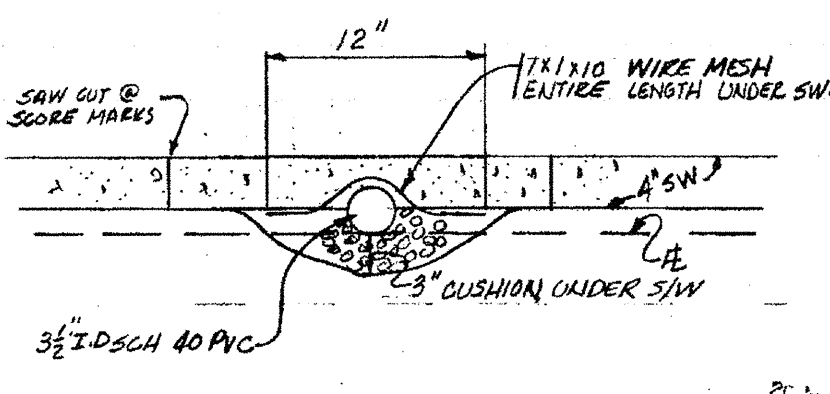 12"
1X1X10 WIRE MESH
ENTIRE LENGTH UNDER SW.
SAW CUT @
SCORE MARKS
4" SW
3" CUSHION UNDER S/W
3½" I.D SCH 40 PVC